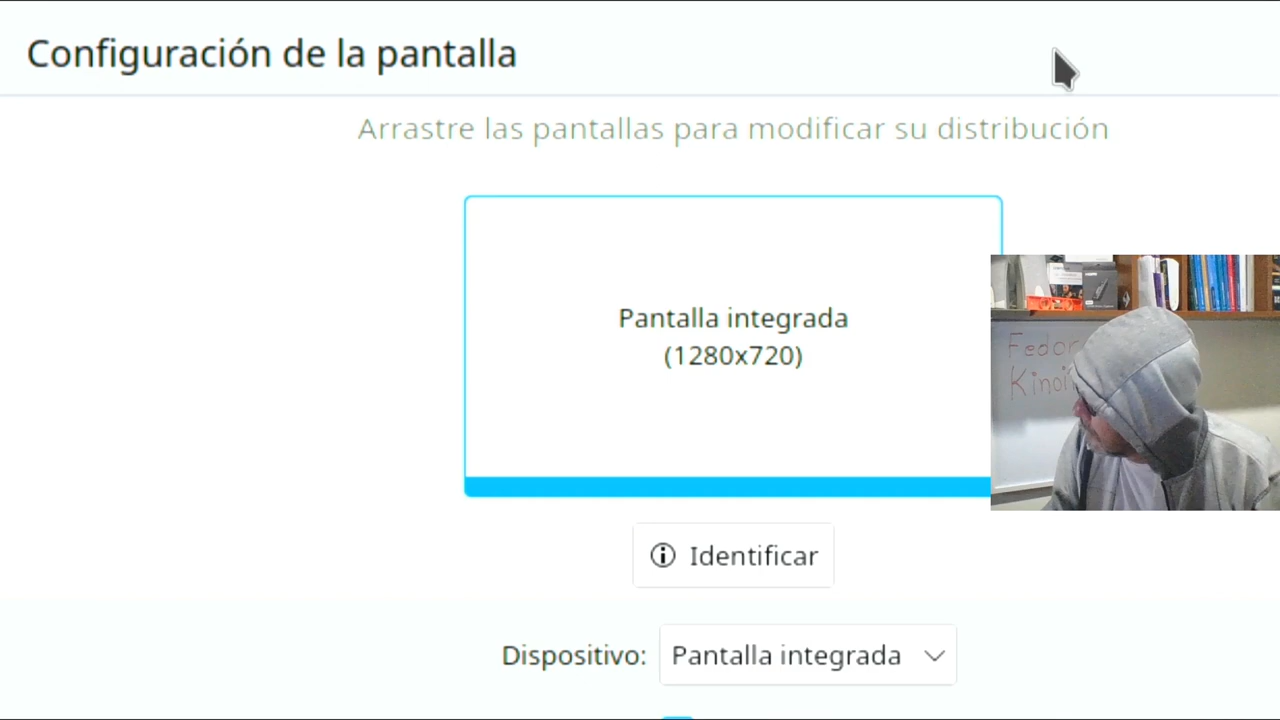 Configuración de la pantalla
Arrastre las pantallas para modificar su distribución
Pantalla integrada
(1280x720)
Identificar
Dispositivo: Pantalla integrada